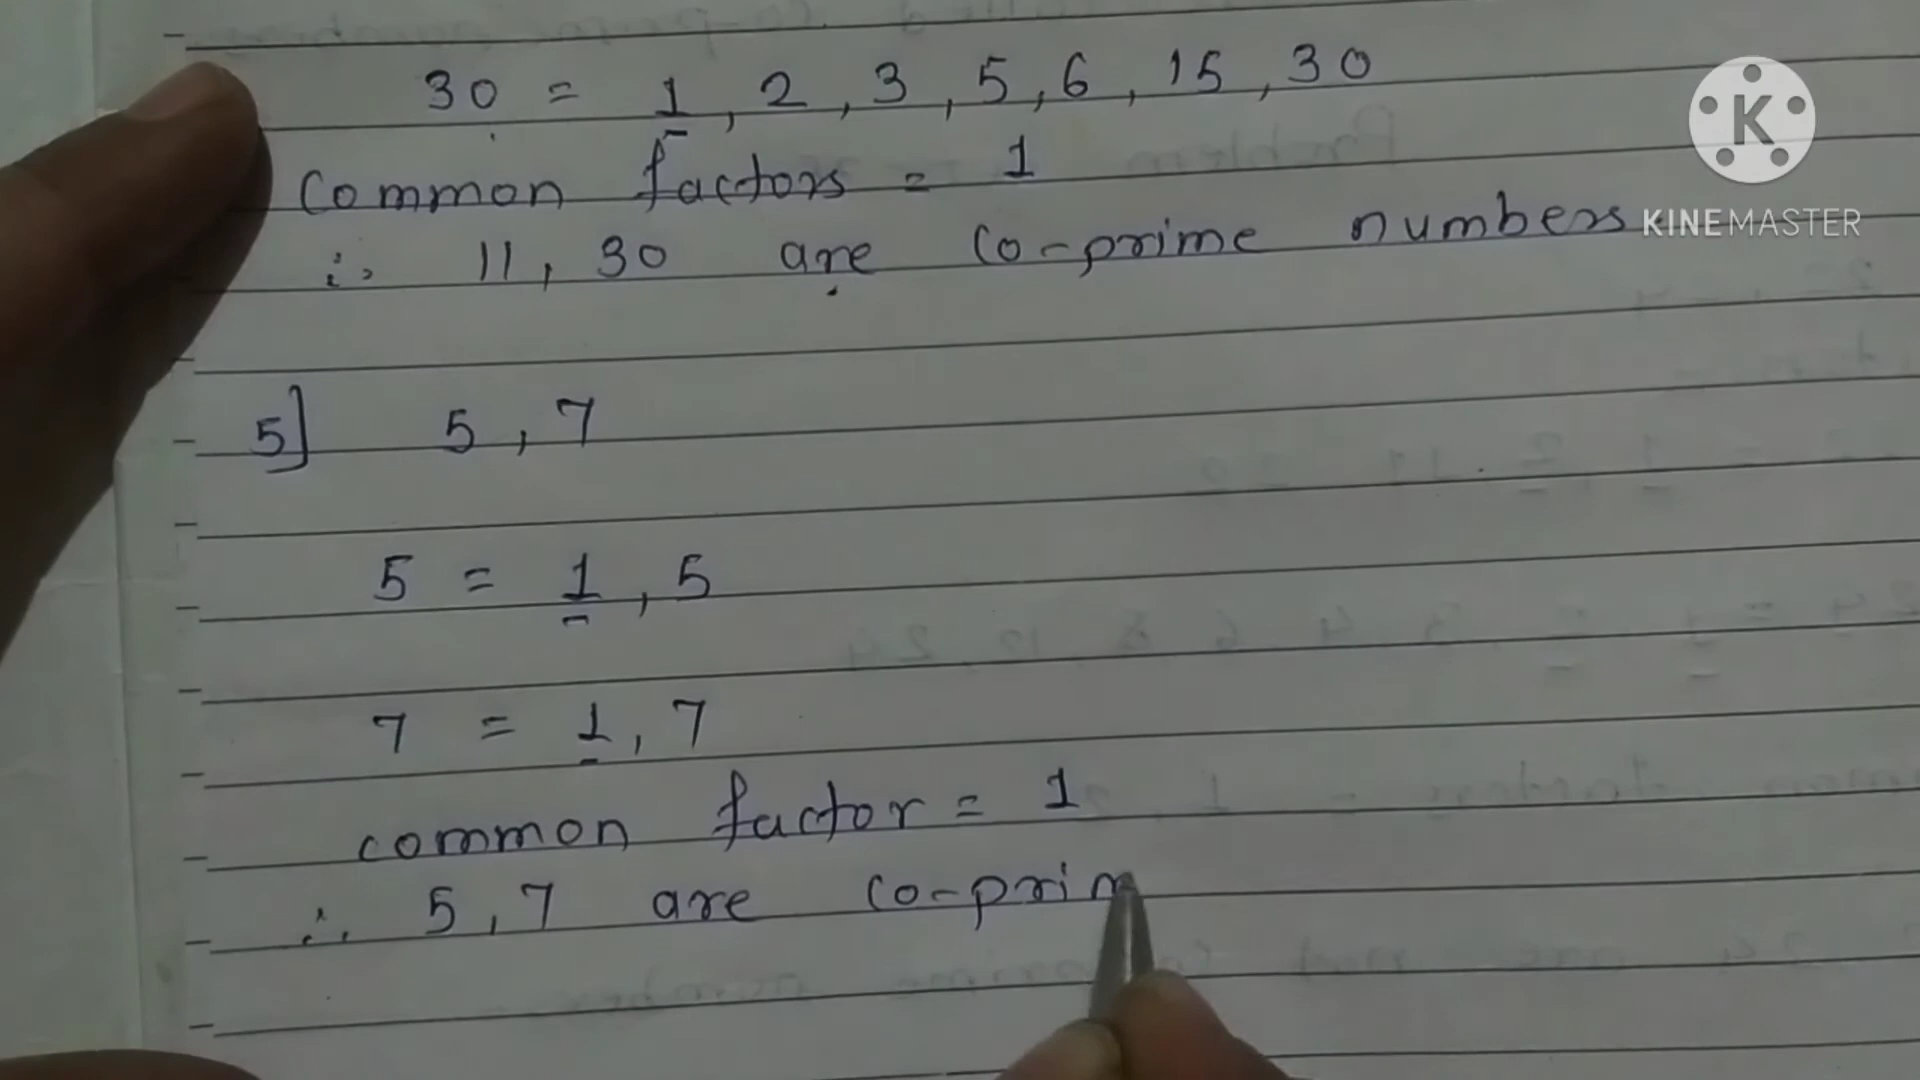 30 = 1, 2, 3, 5, 6, 15, 30
Common factors = 1
∴ 11, 30 are Co-prime numbers
KINEMASTER
5] 5, 7
5 = 1, 5
7 = 1, 7
common factor = 1
∴ 5, 7 are Co-prim